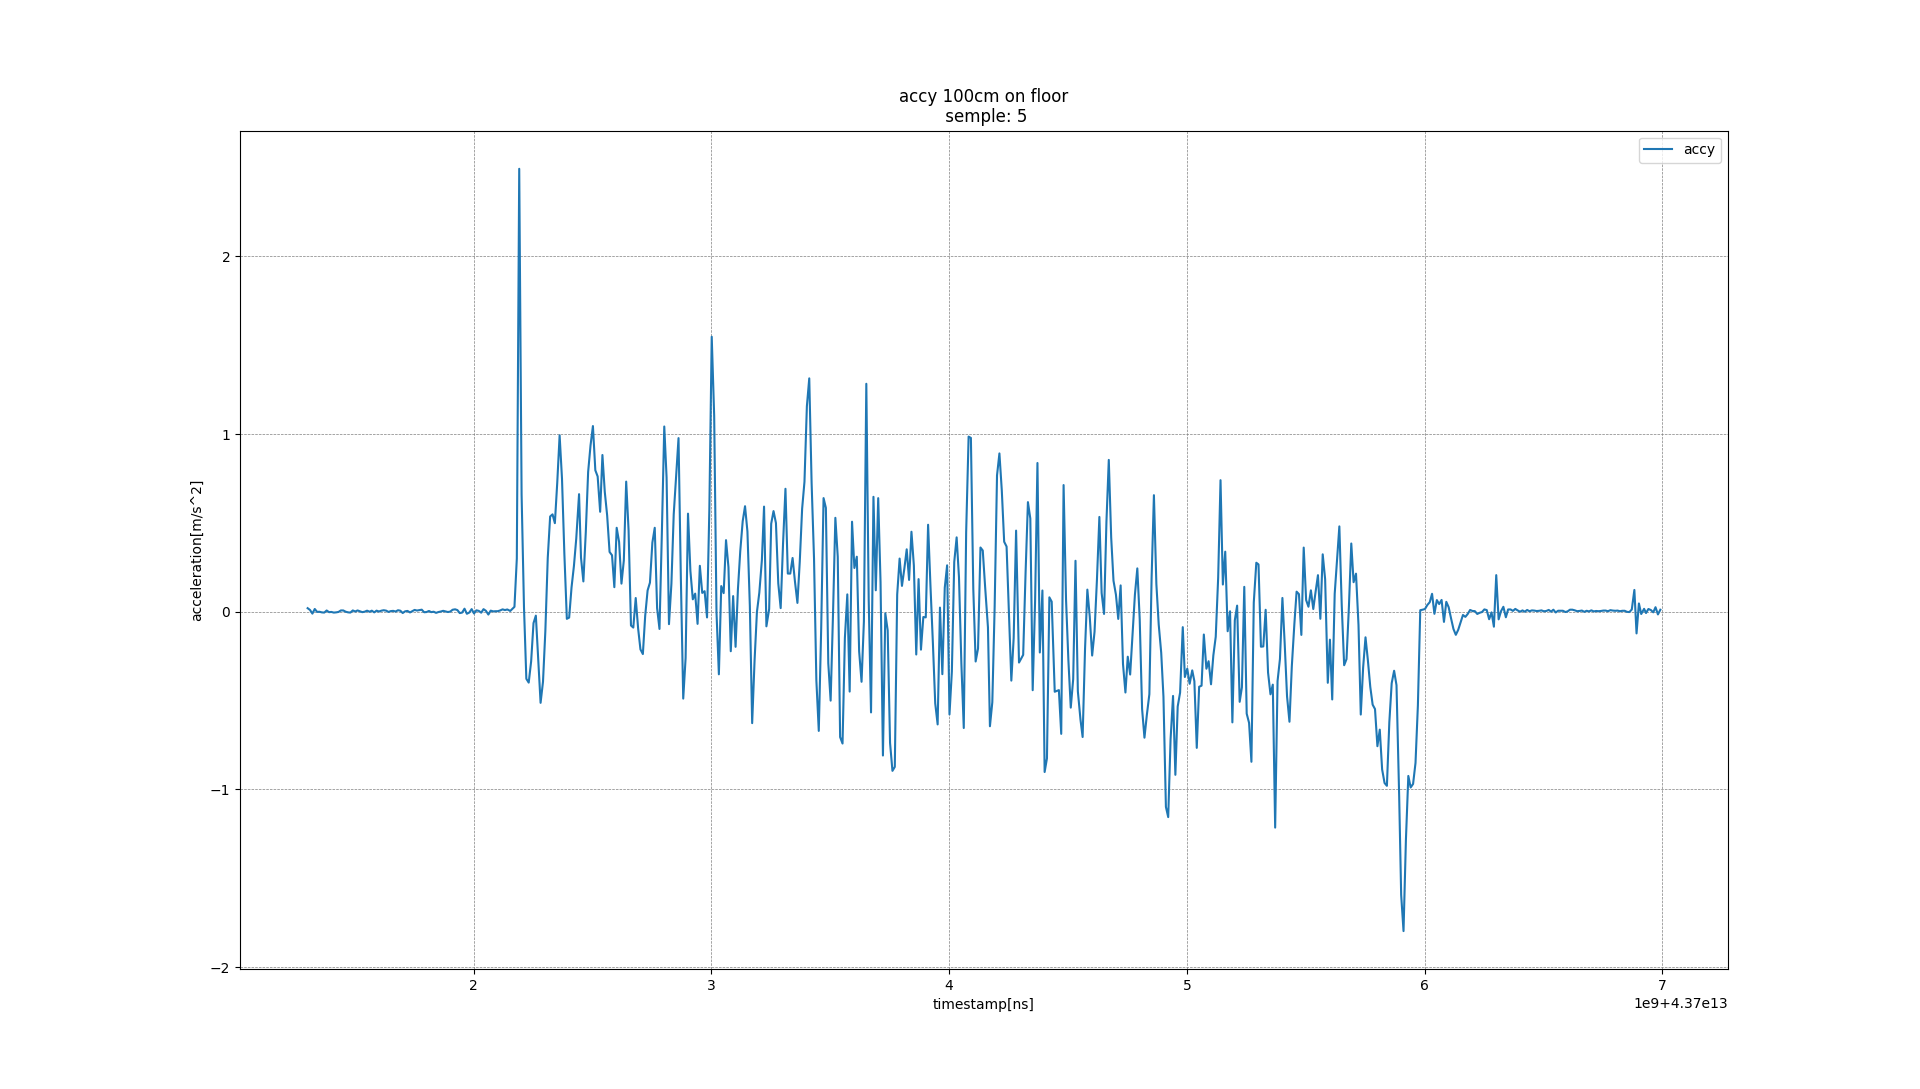 accy 100cm on floor
semple: 5
accy
acceleration[m/s^2]
2
1
0
−1
−2
2
3
4
5
6
7
timestamp[ns]
1e9+4.37e13